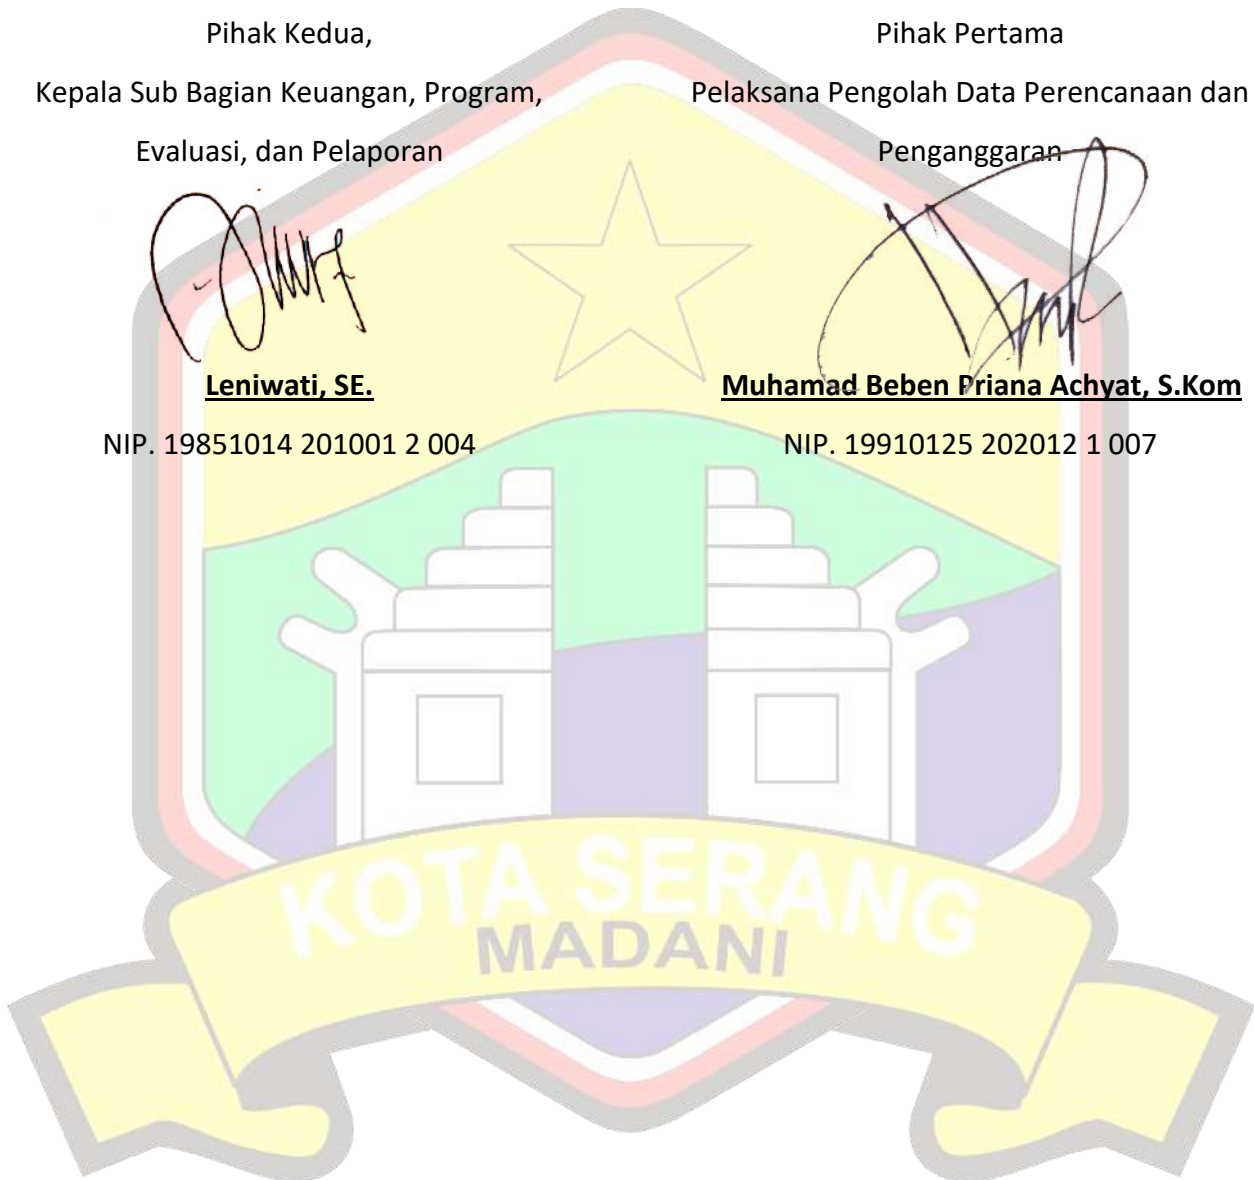 Pihak Kedua,
Kepala Sub Bagian Keuangan, Program,
Evaluasi, dan Pelaporan
Leniwati, SE.
NIP. 19851014 201001 2 004
Pihak Pertama
Pelaksana Pengolah Data Perencanaan dan
Penganggaran
Muhamad Beben Priana Achyat, S.Kom
NIP. 19910125 202012 1 007
KOTA SERANG
MADANI